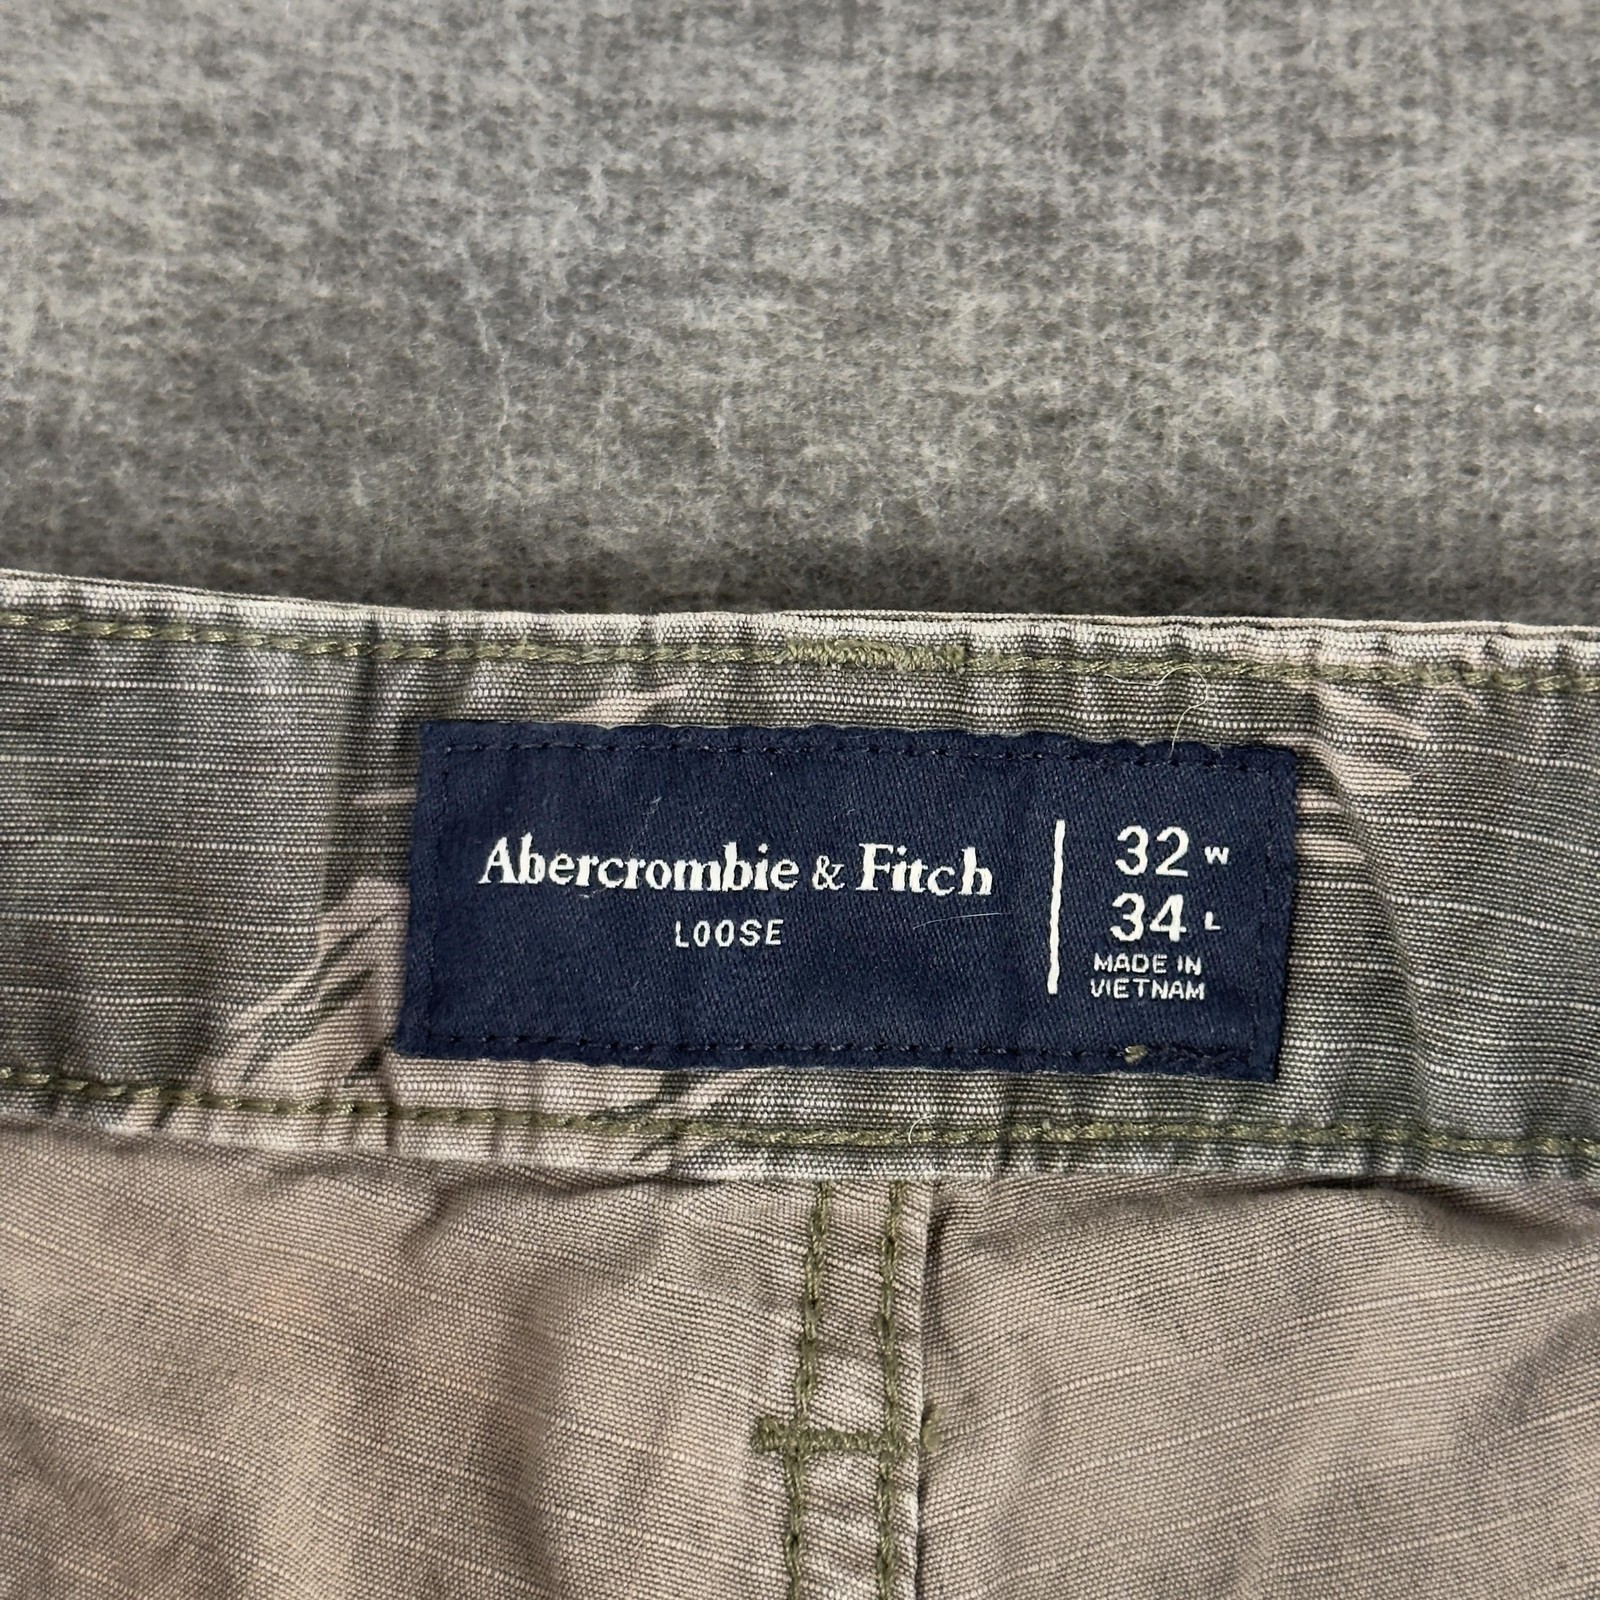 Abercrombie & Fitch
LOOSE
32 W
34 L
MADE IN
VIETNAM